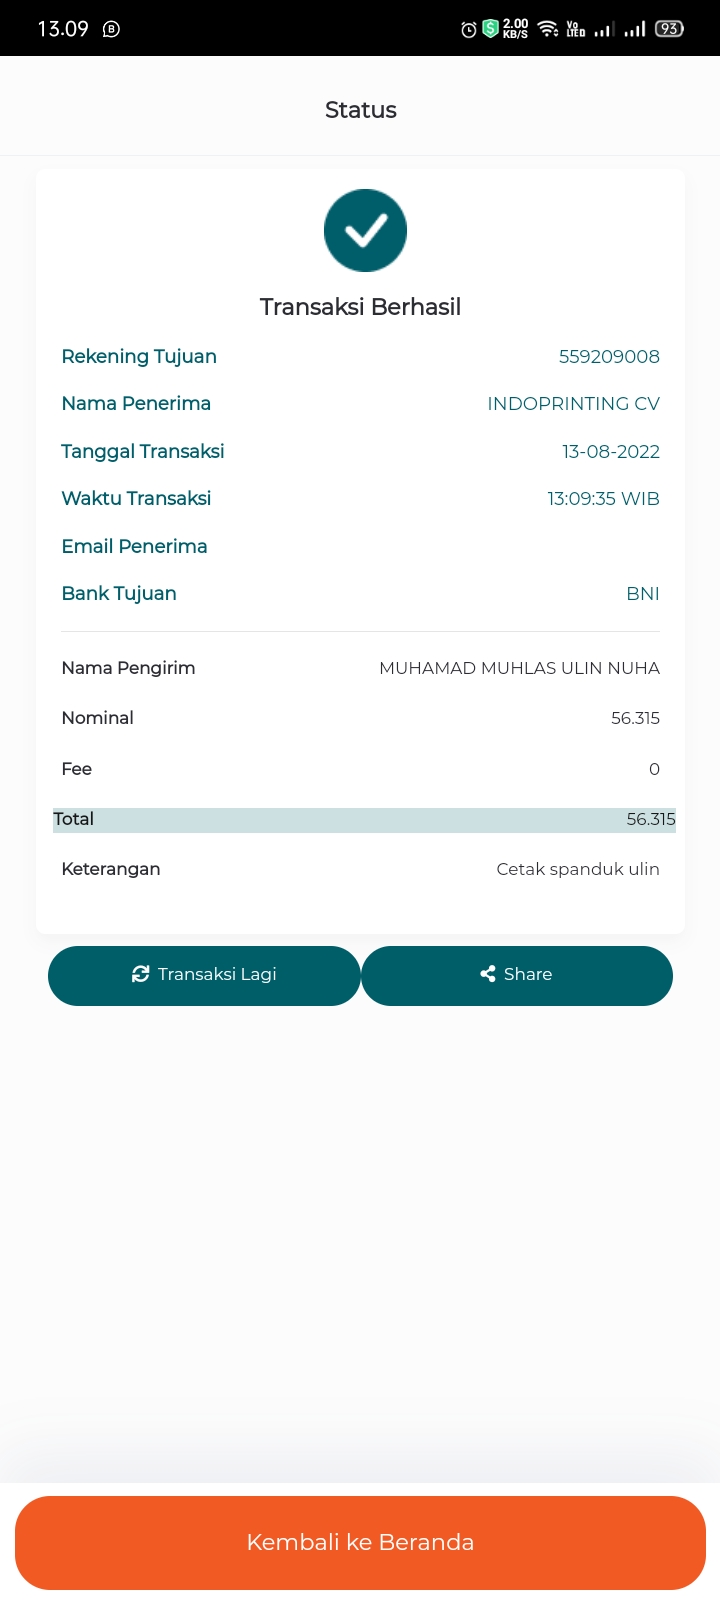 13.09
2.00
KB/S
Vo
LTE
93
Status
Transaksi Berhasil
Rekening Tujuan 559209008
Nama Penerima INDOPRINTING CV
Tanggal Transaksi 13-08-2022
Waktu Transaksi 13:09:35 WIB
Email Penerima
Bank Tujuan BNI
Nama Pengirim MUHAMAD MUHLAS ULIN NUHA
Nominal 56.315
Fee 0
Total 56.315
Keterangan Cetak spanduk ulin
Transaksi Lagi Share
Kembali ke Beranda